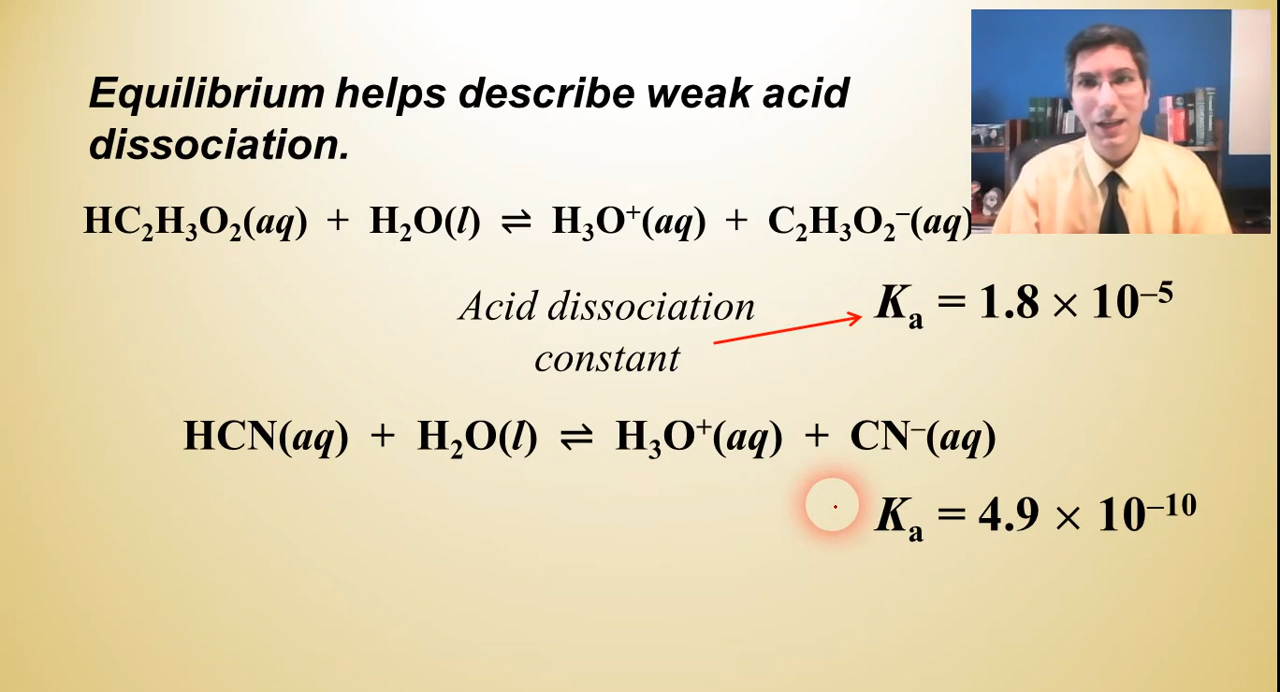 Equilibrium helps describe weak acid
dissociation.
HC₂H₃O₂(aq) + H₂O(l) ⇌ H₃O⁺(aq) + C₂H₃O₂⁻(aq)
Acid dissociation
constant
Kₐ = 1.8 × 10⁻⁵
HCN(aq) + H₂O(l) ⇌ H₃O⁺(aq) + CN⁻(aq)
Kₐ = 4.9 × 10⁻¹⁰